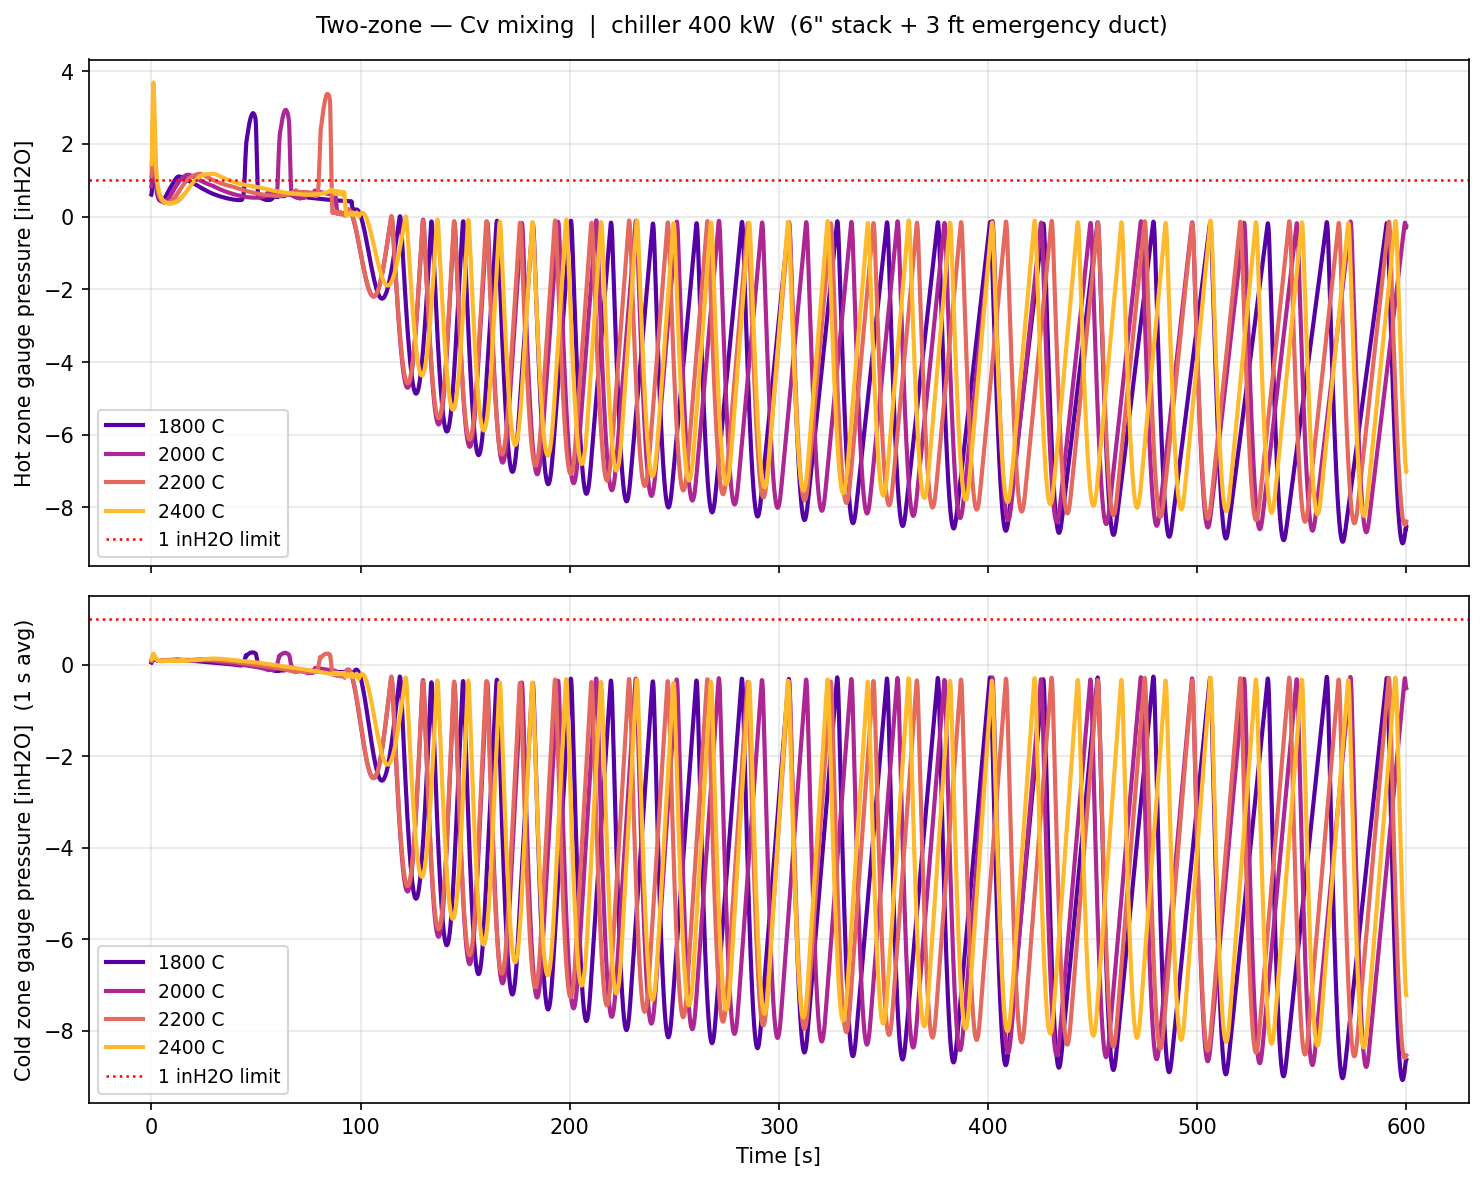 Two-zone — Cv mixing | chiller 400 kW (6" stack + 3 ft emergency duct)
Hot zone gauge pressure [inH2O]
4
2
0
−2
−4
−6
−8
1800 C
2000 C
2200 C
2400 C
1 inH2O limit
Cold zone gauge pressure [inH2O] (1 s avg)
0
−2
−4
−6
−8
1800 C
2000 C
2200 C
2400 C
1 inH2O limit
0 100 200 300 400 500 600
Time [s]